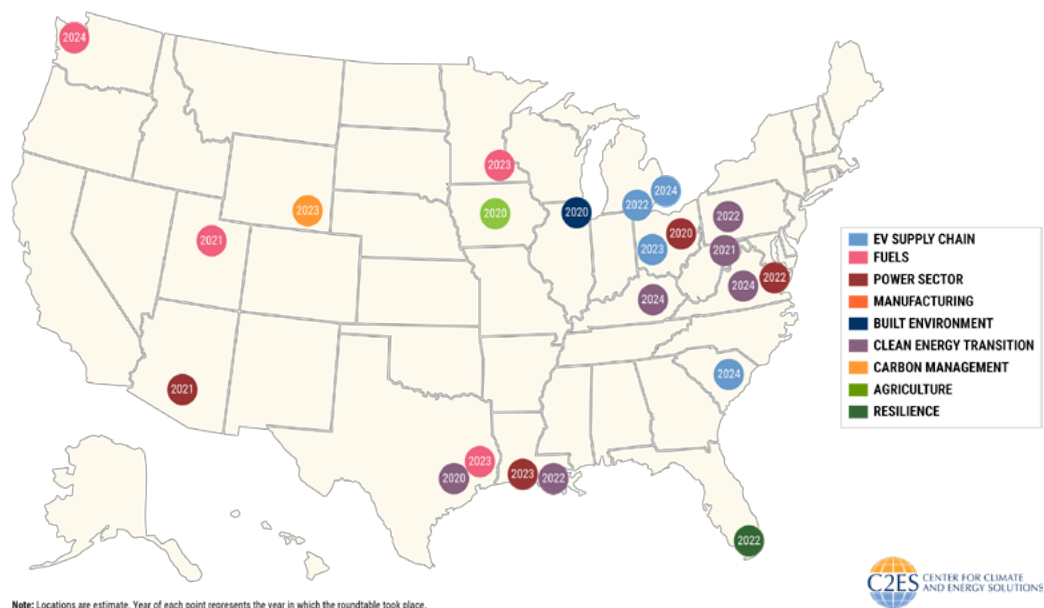 2024
2023
2024
2022
2023
2020
2020
2022
2020
2021
2021
2023
2022
2024
2024
2024
2021
2023
2020
2023
2022
2022
EV SUPPLY CHAIN
FUELS
POWER SECTOR
MANUFACTURING
BUILT ENVIRONMENT
CLEAN ENERGY TRANSITION
CARBON MANAGEMENT
AGRICULTURE
RESILIENCE
C2ES CENTER FOR CLIMATE
AND ENERGY SOLUTIONS
Note: Locations are estimate. Year of each point represents the year in which the roundtable took place.